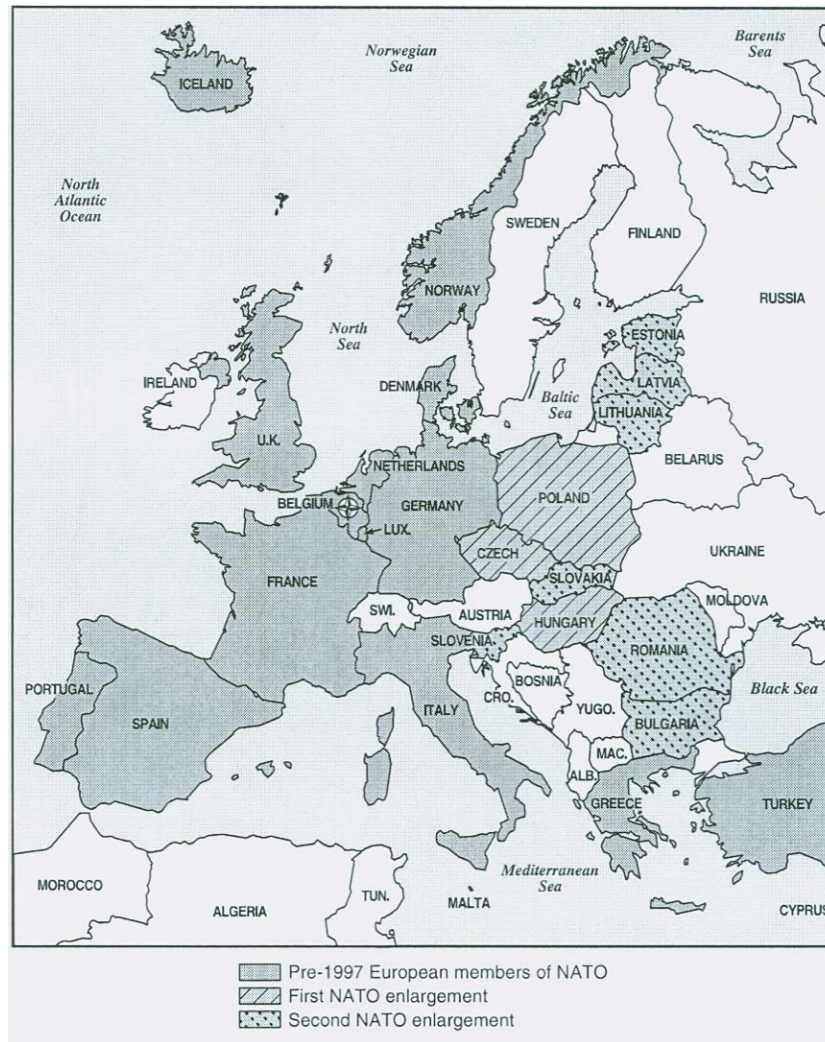 Barents
Sea
Norwegian
Sea
ICELAND
North
Atlantic
Ocean
SWEDEN
FINLAND
NORWAY
RUSSIA
North
Sea
ESTONIA
IRELAND
DENMARK
LATVIA
Baltic
Sea
LITHUANIA
U.K.
BELARUS
NETHERLANDS
POLAND
BELGIUM
GERMANY
LUX.
CZECH
UKRAINE
FRANCE
SLOVAKIA
SWI.
AUSTRIA
MOLDOVA
HUNGARY
SLOVENIA
ROMANIA
BOSNIA
PORTUGAL
CRO.
Black Sea
SPAIN
ITALY
YUGO.
BULGARIA
MAC.
ALB.
GREECE
TURKEY
Mediterranean
Sea
MOROCCO
ALGERIA
TUN.
MALTA
CYPRUS
Pre-1997 European members of NATO
First NATO enlargement
Second NATO enlargement